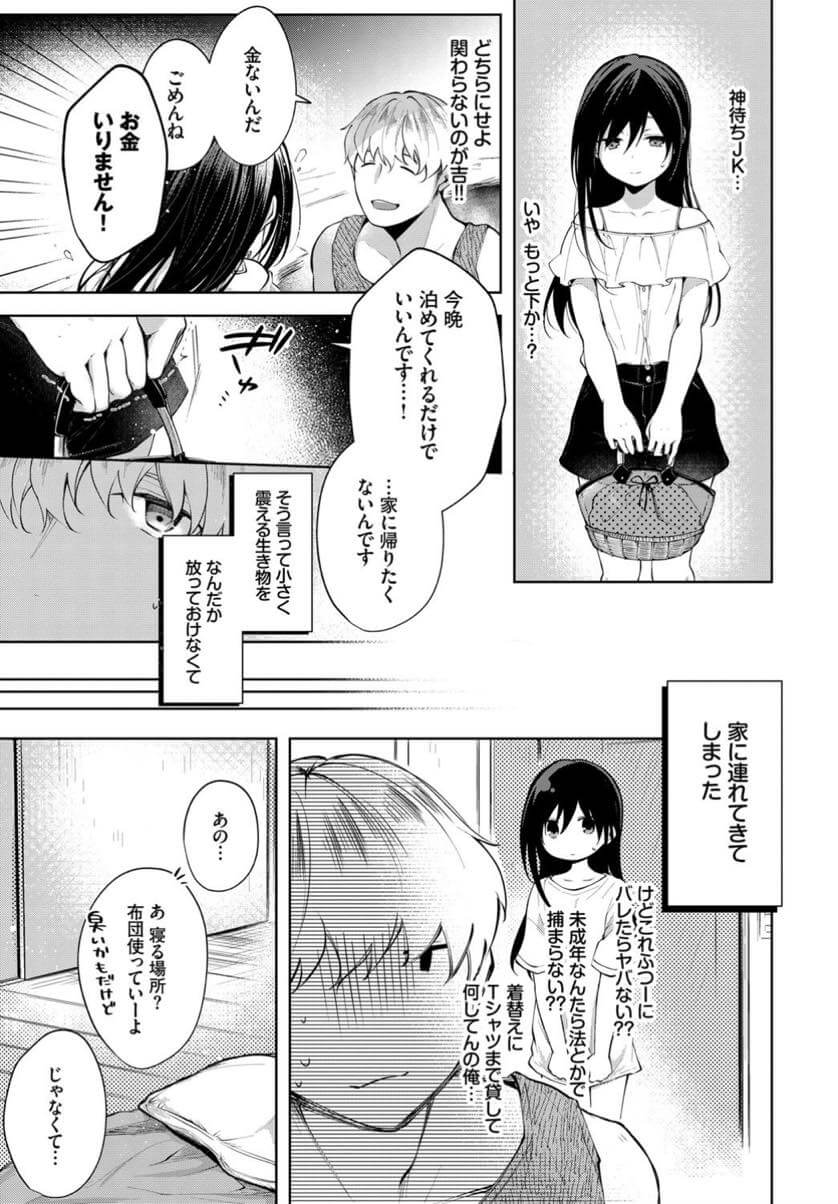 神待ちJK…
いや もっと下か…?
どちらにせよ
関わらないのが吉!!
金ないんだ
ごめんね
お金
いりません!
今晩
泊めてくれるだけで
いいんです…!
…家に帰りたく
ないんです
そう言って小さく
震える生き物を
なんだか
放っておけなくて
家に連れてきて
しまった
けどこれふつーに
バレたらヤバない??
未成年なんたら法とかで
捕まらない??
着替えに
Tシャツまで貸して
何してんの俺…
あの…
あ 寝る場所?
布団使っていーよ
臭いかもだけど
じゃなくて…